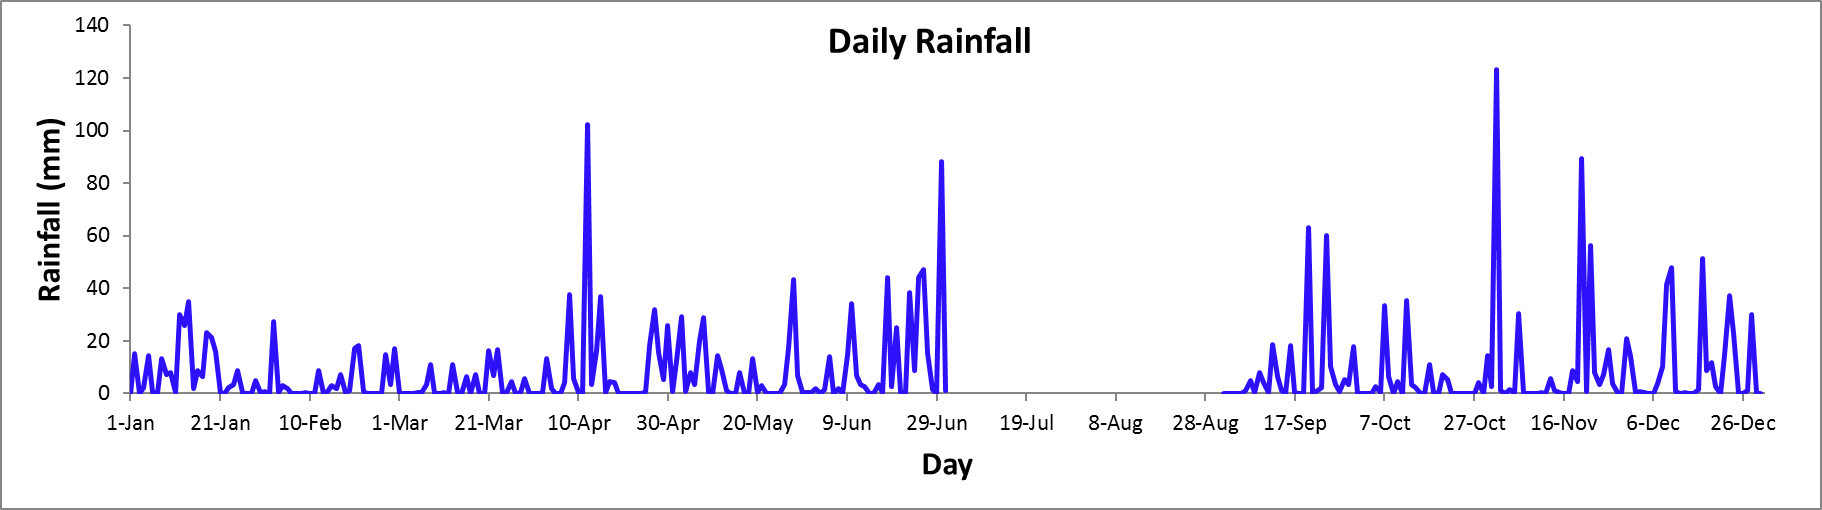 Daily Rainfall
Rainfall (mm)
140
120
100
80
60
40
20
0
1-Jan 21-Jan 10-Feb 1-Mar 21-Mar 10-Apr 30-Apr 20-May 9-Jun 29-Jun 19-Jul 8-Aug 28-Aug 17-Sep 7-Oct 27-Oct 16-Nov 6-Dec 26-Dec
Day